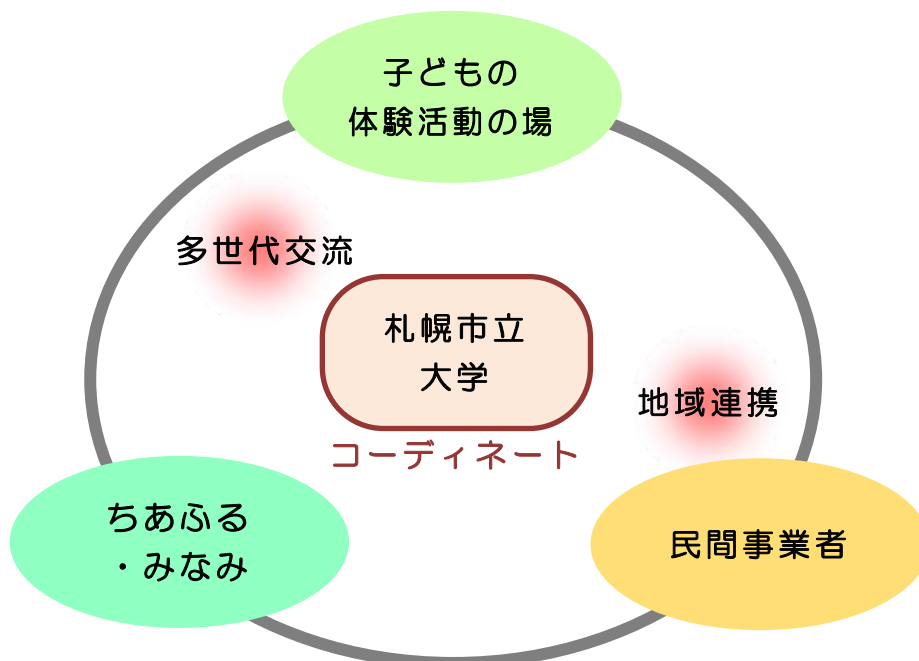 子どもの
体験活動の場
多世代交流
札幌市立
大学
地域連携
コーディネート
ちあふる
・みなみ
民間事業者